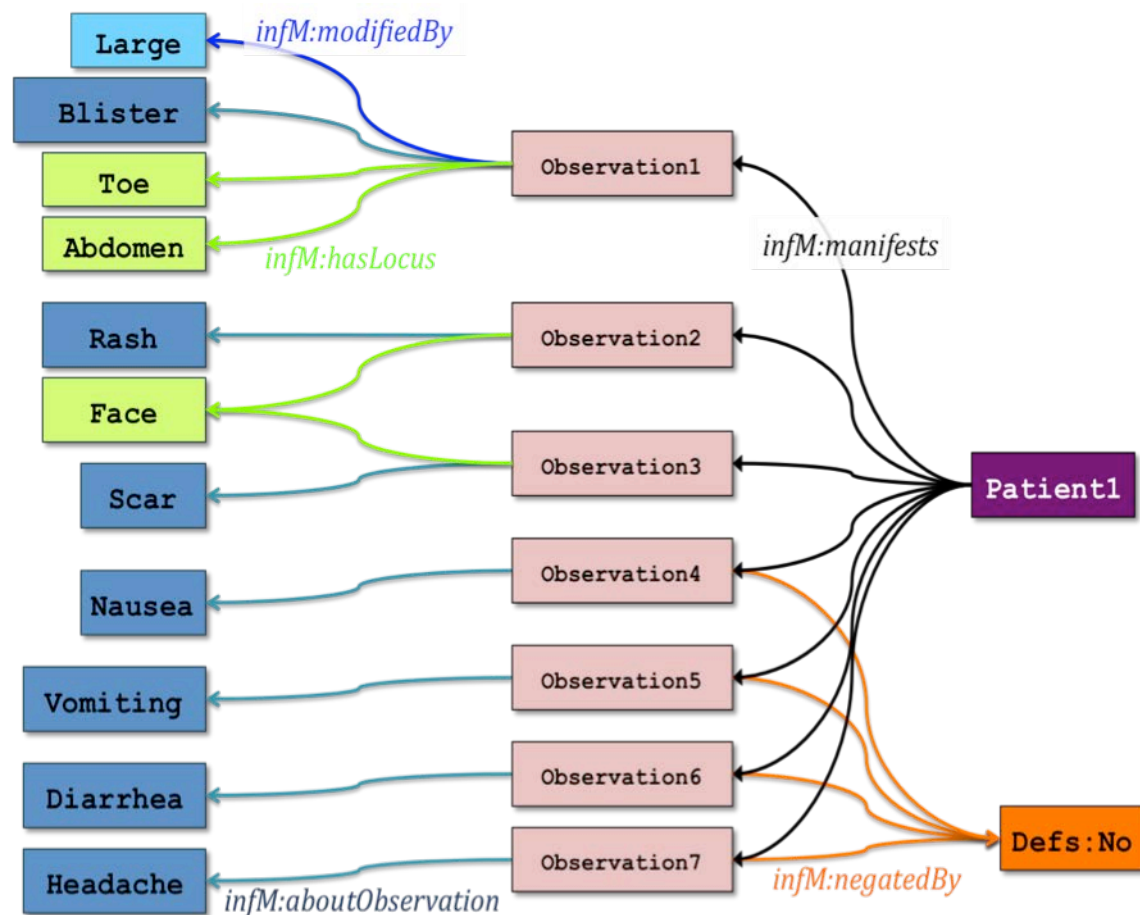 Large
infM:modifiedBy
Blister
Observation1
Toe
Abdomen
infM:hasLocus
infM:manifests
Rash
Observation2
Face
Observation3
Scar
Patient1
Nausea
Observation4
Vomiting
Observation5
Diarrhea
Observation6
Defs:No
Headache
Observation7
infM:aboutObservation
infM:negatedBy